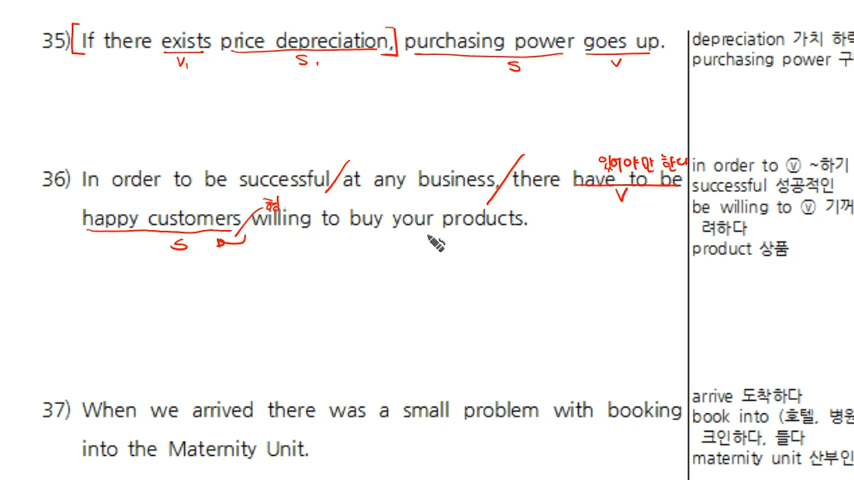 35) If there exists price depreciation, purchasing power goes up.
V₁ S₁ S V
depreciation 가치 하락
purchasing power 구
있어야만 한다
36) In order to be successful at any business, there have to be
V
happy customers willing to buy your products.
형
S
in order to ⓥ ~하기
successful 성공적인
be willing to ⓥ 기꺼
려하다
product 상품
37) When we arrived there was a small problem with booking
into the Maternity Unit.
arrive 도착하다
book into (호텔, 병원
크인하다, 들다
maternity unit 산부인